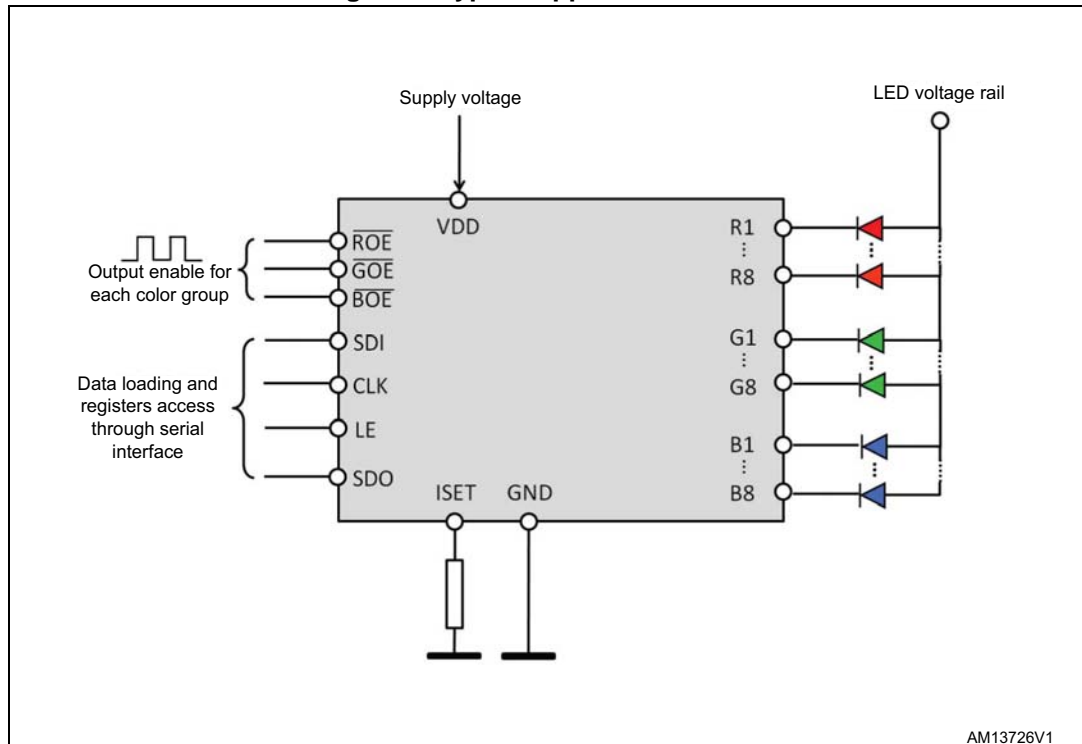 Supply voltage
LED voltage rail
VDD
ROE
GOE
BOE
Output enable for
each color group
SDI
CLK
LE
SDO
Data loading and
registers access
through serial
interface
ISET GND
R1
R8
G1
G8
B1
B8
AM13726V1